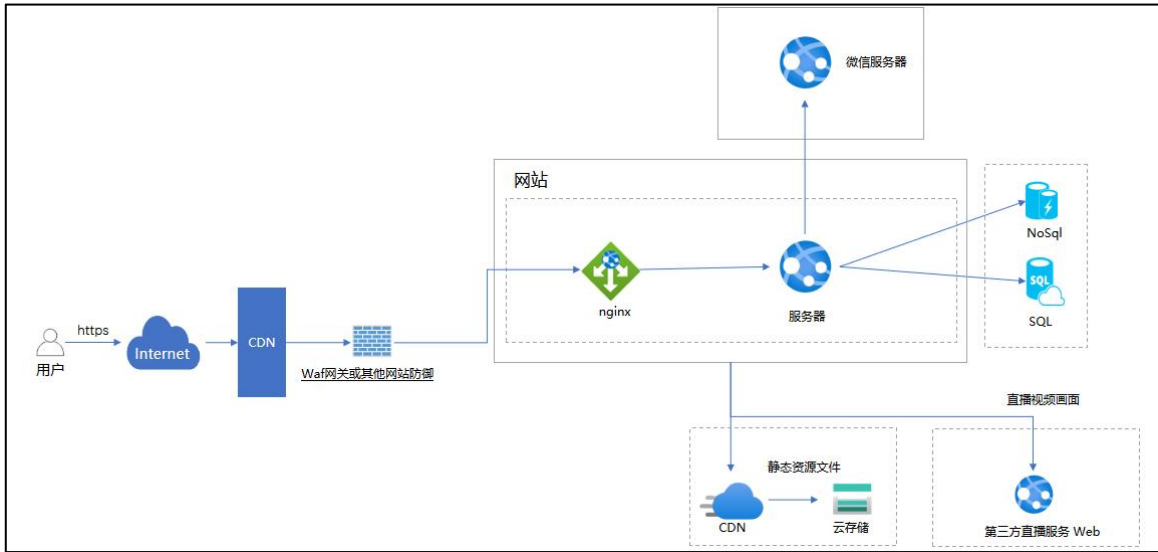 微信服务器
网站
NoSql
nginx
服务器
SQL
SQL
https
用户
Internet
CDN
Waf网关或其他网站防御
直播视频画面
静态资源文件
CDN
云存储
第三方直播服务 Web